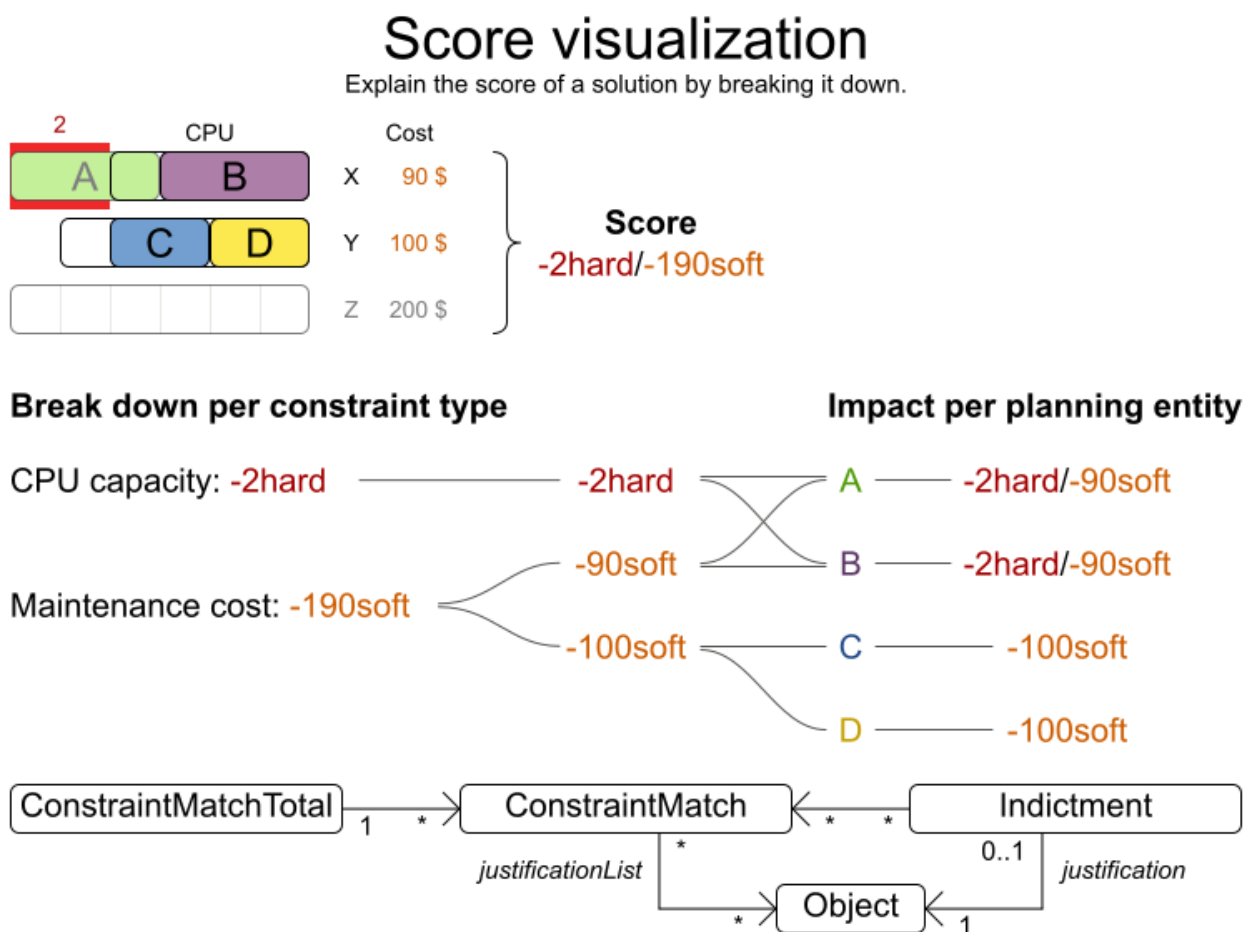 Score visualization
Explain the score of a solution by breaking it down.
2 CPU Cost
A B X 90 $
C D Y 100 $
Z 200 $
Score
-2hard/-190soft
Break down per constraint type Impact per planning entity
CPU capacity: -2hard -2hard A -2hard/-90soft
-90soft B -2hard/-90soft
Maintenance cost: -190soft
-100soft C -100soft
D -100soft
ConstraintMatchTotal ConstraintMatch Indictment
1 * * *
* 0..1
justificationList justification
Object
* 1